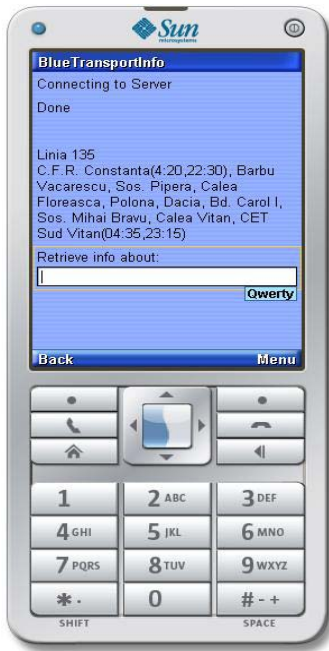 Sun
microsystems
BlueTransportInfo
Connecting to Server
Done
Linia 135
C.F.R. Constanta(4:20,22:30), Barbu
Vacarescu, Sos. Pipera, Calea
Floreasca, Polona, Dacia, Bd. Carol I,
Sos. Mihai Bravu, Calea Vitan, CET
Sud Vitan(04:35,23:15)
Retrieve info about:
Qwerty
Back Menu
1 2 ABC 3 DEF
4 GHI 5 JKL 6 MNO
7 PQRS 8 TUV 9 WXYZ
* . 0 # - +
SHIFT SPACE